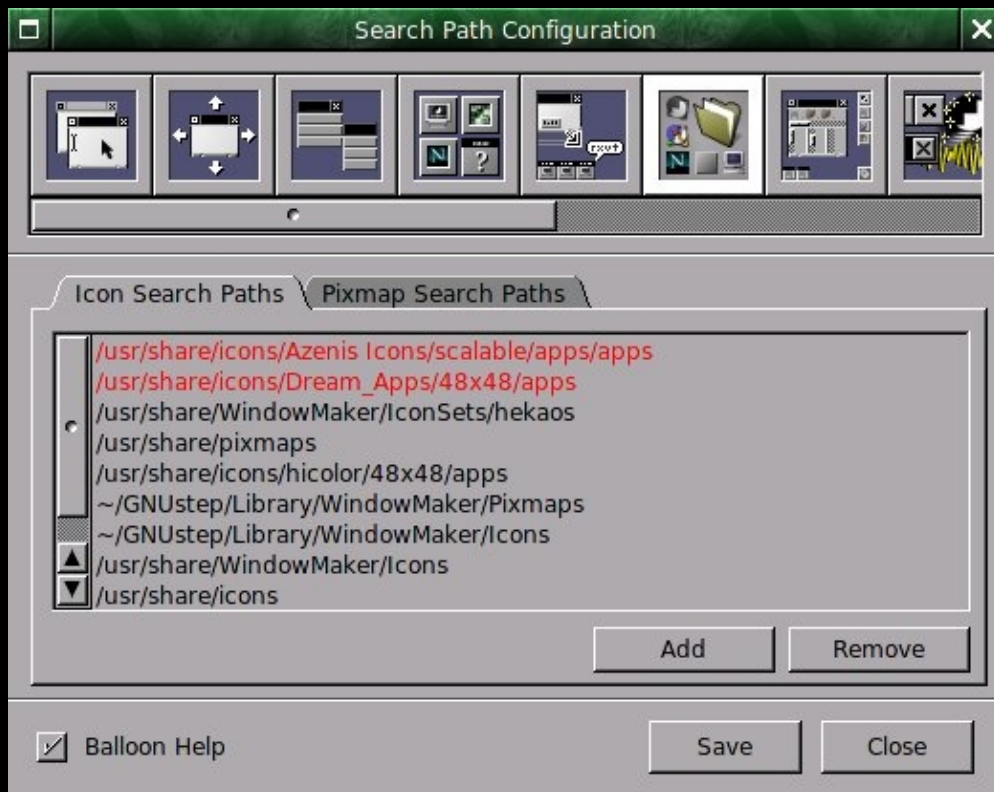 Search Path Configuration
rxvt
N
?
N
Icon Search Paths
Pixmap Search Paths
/usr/share/icons/Azenis Icons/scalable/apps/apps
/usr/share/icons/Dream_Apps/48x48/apps
/usr/share/WindowMaker/IconSets/hekaos
/usr/share/pixmaps
/usr/share/icons/hicolor/48x48/apps
~/GNUstep/Library/WindowMaker/Pixmaps
~/GNUstep/Library/WindowMaker/Icons
/usr/share/WindowMaker/Icons
/usr/share/icons
Add
Remove
Balloon Help
Save
Close